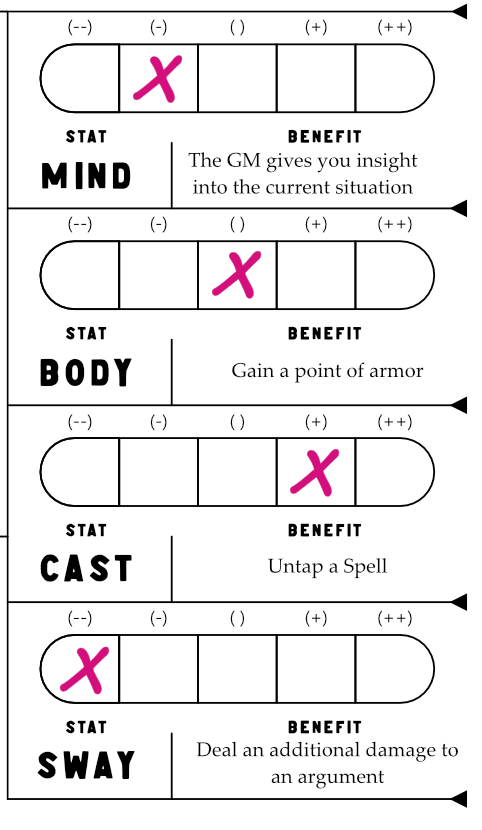 (--) (-) ( ) (+) (++)
X
STAT BENEFIT
MIND The GM gives you insight
into the current situation
(--) (-) ( ) (+) (++)
X
STAT BENEFIT
BODY Gain a point of armor
(--) (-) ( ) (+) (++)
X
STAT BENEFIT
CAST Untap a Spell
(--) (-) ( ) (+) (++)
X
STAT BENEFIT
SWAY Deal an additional damage to
an argument